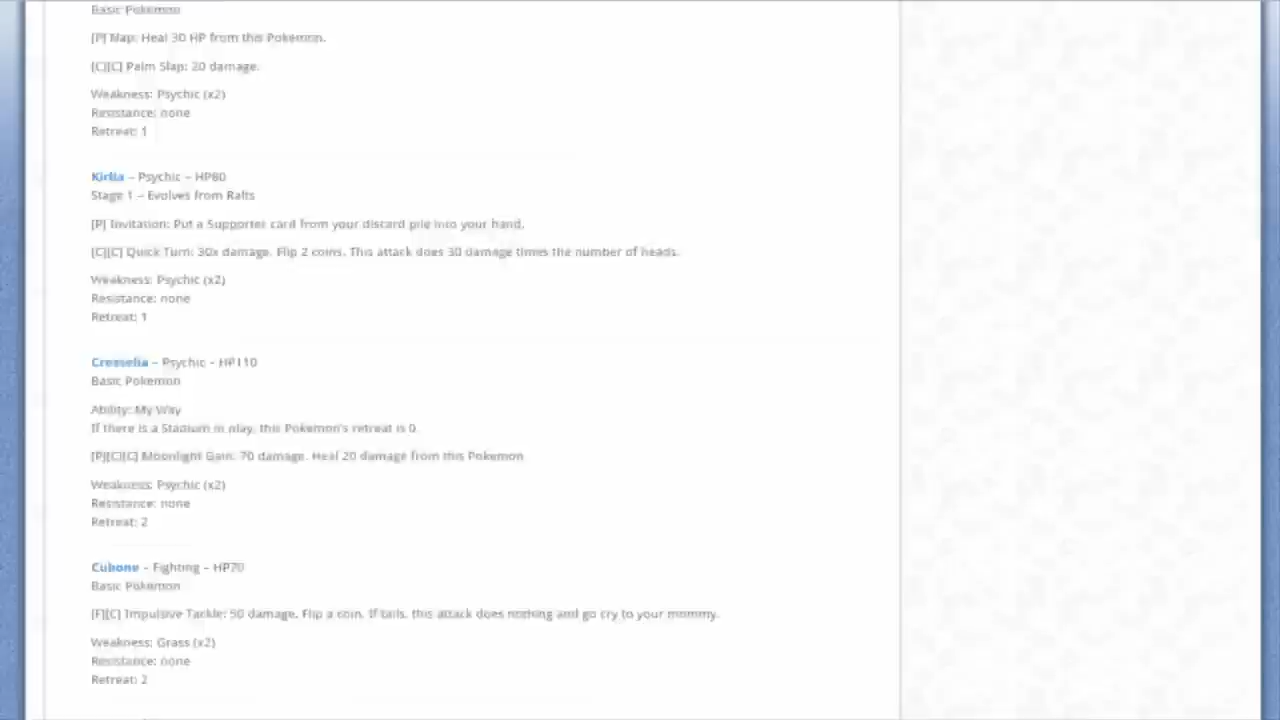 Basic Pokemon
[P] Nap: Heal 30 HP from this Pokemon.
[C][C] Palm Slap: 20 damage.
Weakness: Psychic (x2)
Resistance: none
Retreat: 1
Kirlia – Psychic – HP80
Stage 1 – Evolves from Ralts
[P] Invitation: Put a Supporter card from your discard pile into your hand.
[C][C] Quick Turn: 30x damage. Flip 2 coins. This attack does 30 damage times the number of heads.
Weakness: Psychic (x2)
Resistance: none
Retreat: 1
Cresselia – Psychic – HP110
Basic Pokemon
Ability: My Way
If there is a Stadium in play, this Pokemon's retreat is 0.
[P][C][C] Moonlight Gain: 70 damage. Heal 20 damage from this Pokemon
Weakness: Psychic (x2)
Resistance: none
Retreat: 2
Cubone – Fighting – HP70
Basic Pokemon
[F][C] Impulsive Tackle: 50 damage. Flip a coin. If tails, this attack does nothing and go cry to your mommy.
Weakness: Grass (x2)
Resistance: none
Retreat: 2